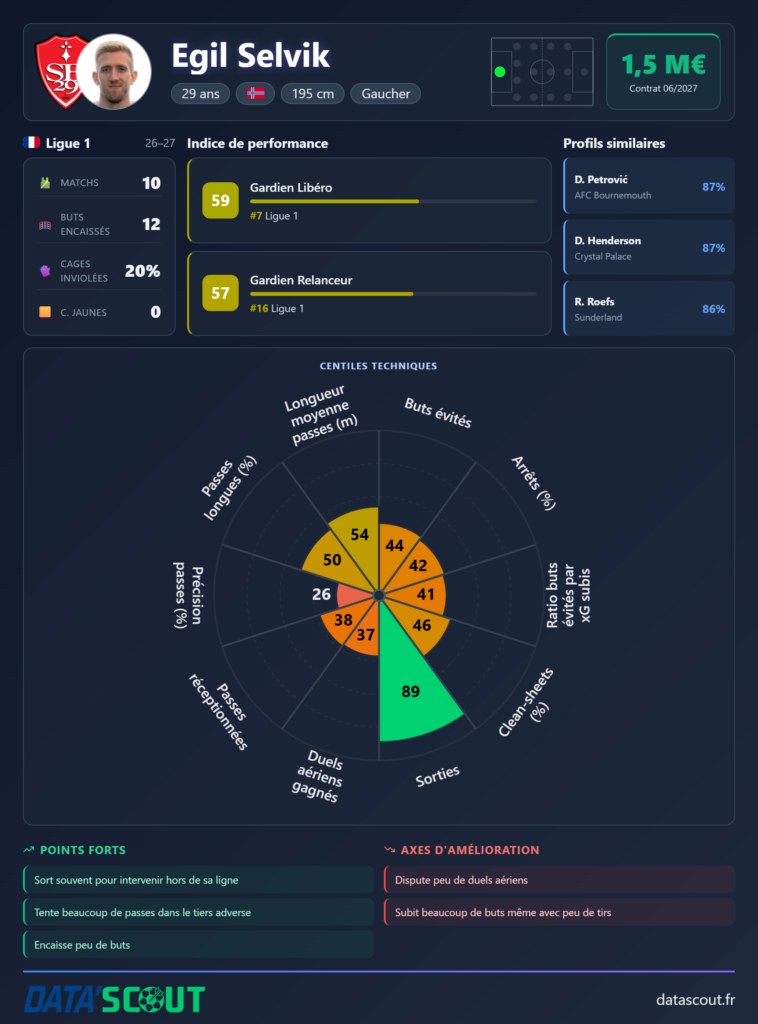 SB
29
Egil Selvik
29 ans
195 cm
Gaucher
1,5 M€
Contrat 06/2027
Ligue 1
26–27
MATCHS
10
BUTS
ENCAISSÉS
12
CAGES
INVIOLÉES
20%
C. JAUNES
0
Indice de performance
59
Gardien Libéro
#7 Ligue 1
57
Gardien Relanceur
#16 Ligue 1
Profils similaires
D. Petrović
AFC Bournemouth
87%
D. Henderson
Crystal Palace
87%
R. Roefs
Sunderland
86%
CENTILES TECHNIQUES
Buts évités
44
Arrêts (%)
42
Ratio buts
évités par
xG subis
41
Clean-sheets
(%)
46
Sorties
89
Duels
aériens
gagnés
37
Passes
réceptionnées
38
Précision
passes (%)
26
Passes
longues (%)
50
Longueur
moyenne
passes (m)
54
POINTS FORTS
Sort souvent pour intervenir hors de sa ligne
Tente beaucoup de passes dans le tiers adverse
Encaisse peu de buts
AXES D'AMÉLIORATION
Dispute peu de duels aériens
Subit beaucoup de buts même avec peu de tirs
DATA'SCOUT
datascout.fr